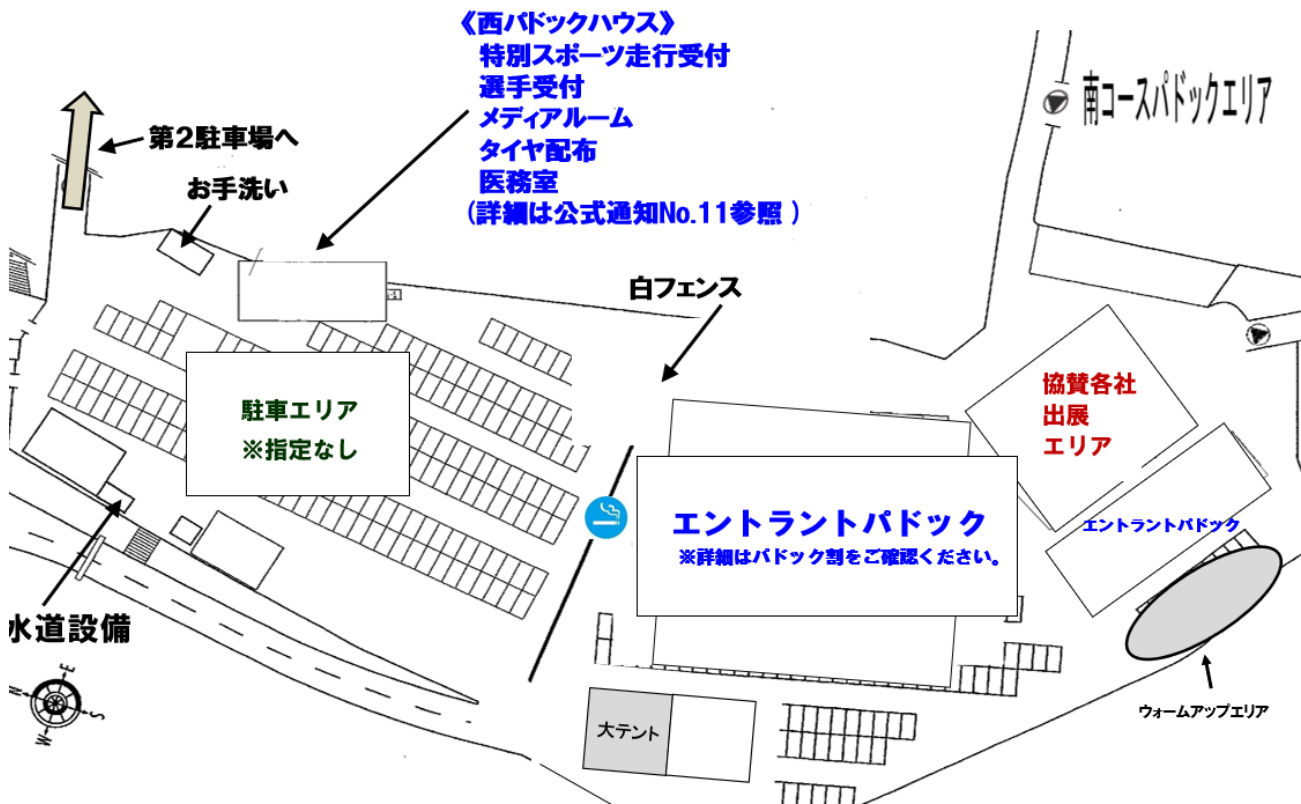 《西パドックハウス》
特別スポーツ走行受付
選手受付
メディアルーム
タイヤ配布
医務室
(詳細は公式通知No.11参照 )
南コースパドックエリア
第2駐車場へ
お手洗い
白フェンス
駐車エリア
※指定なし
協賛各社
出展
エリア
エントラントパドック
※詳細はパドック割をご確認ください。
エントラントパドック
水道設備
大テント
ウォームアップエリア
N
E
S
W